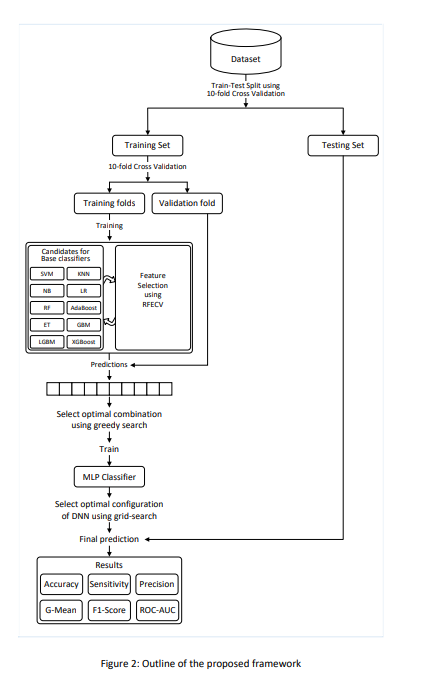 Dataset
Train-Test Split using
10-fold Cross Validation
Training Set
Testing Set
10-fold Cross Validation
Training folds
Validation fold
Training
Candidates for
Base classifiers
SVM
KNN
NB
LR
RF
AdaBoost
ET
GBM
LGBM
XGBoost
Feature
Selection
using
RFECV
Predictions
Select optimal combination
using greedy search
Train
MLP Classifier
Select optimal configuration
of DNN using grid-search
Final prediction
Results
Accuracy
Sensitivity
Precision
G-Mean
F1-Score
ROC-AUC
Figure 2: Outline of the proposed framework